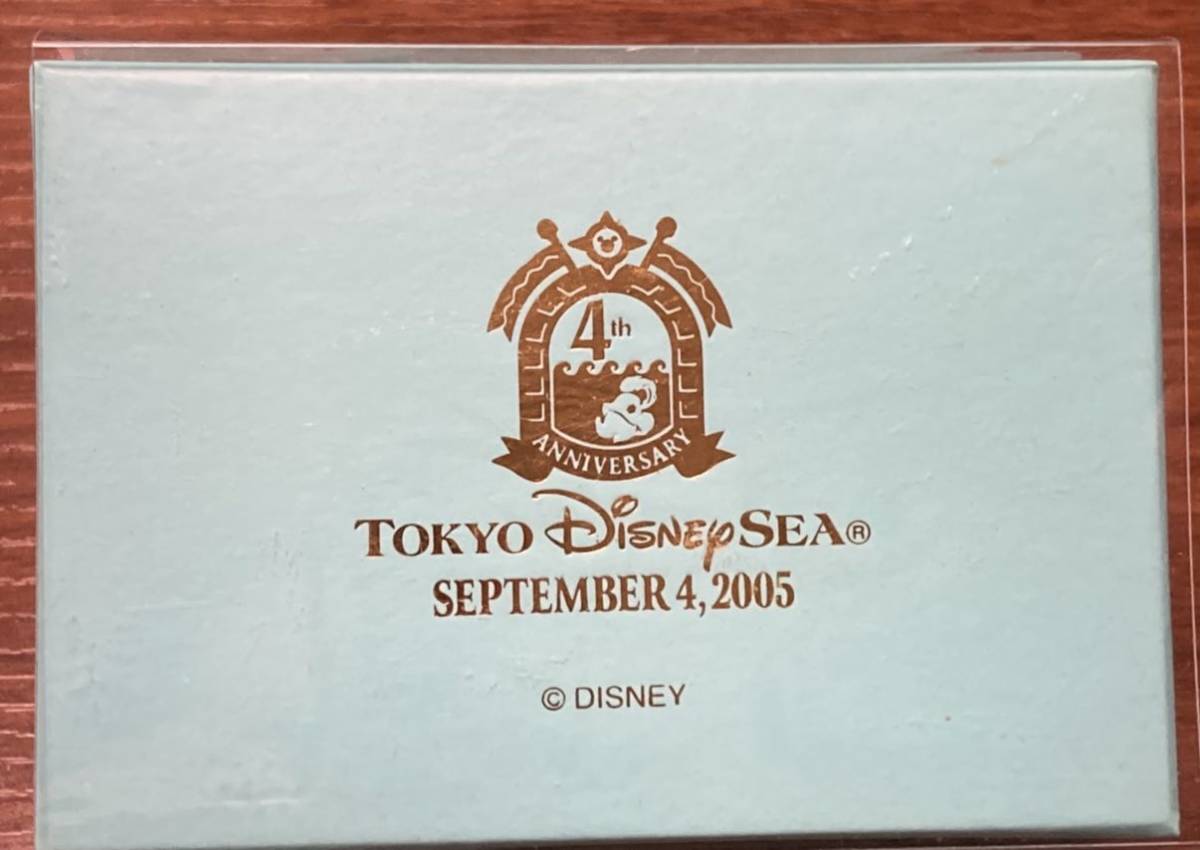 4th
ANNIVERSARY
TOKYO DISNEYSEA®
SEPTEMBER 4, 2005
© DISNEY